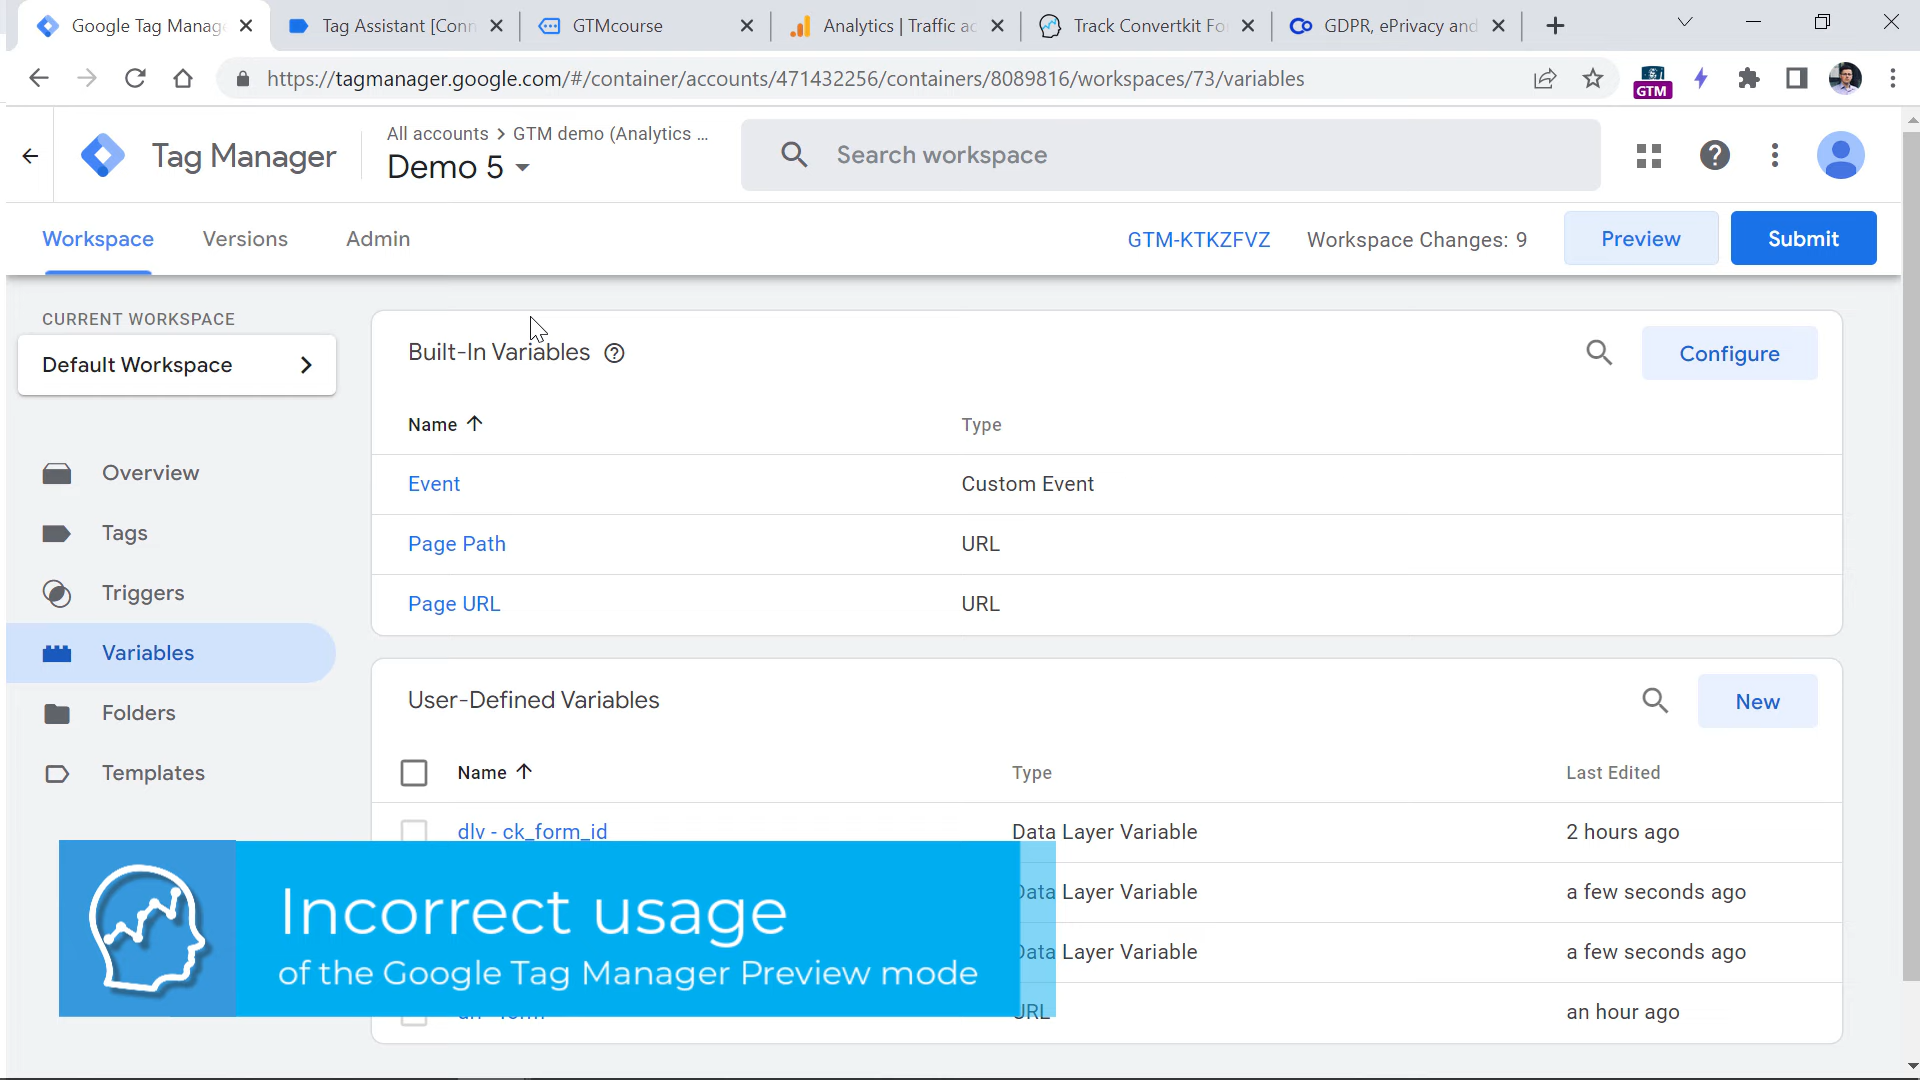 Google Tag Manage
Tag Assistant [Conn
GTMcourse
Analytics | Traffic ac
Track Convertkit Fo
GDPR, ePrivacy and
https://tagmanager.google.com/#/container/accounts/471432256/containers/8089816/workspaces/73/variables
GTM
Tag Manager
All accounts > GTM demo (Analytics ...
Demo 5
Search workspace
Workspace
Versions
Admin
GTM-KTKZFVZ
Workspace Changes: 9
Preview
Submit
CURRENT WORKSPACE
Default Workspace
Overview
Tags
Triggers
Variables
Folders
Templates
Built-In Variables
Configure
Name
Type
Event
Custom Event
Page Path
URL
Page URL
URL
User-Defined Variables
New
Name
Type
Last Edited
dlv - ck_form_id
Data Layer Variable
2 hours ago
Data Layer Variable
a few seconds ago
Data Layer Variable
a few seconds ago
URL
an hour ago
Incorrect usage
of the Google Tag Manager Preview mode